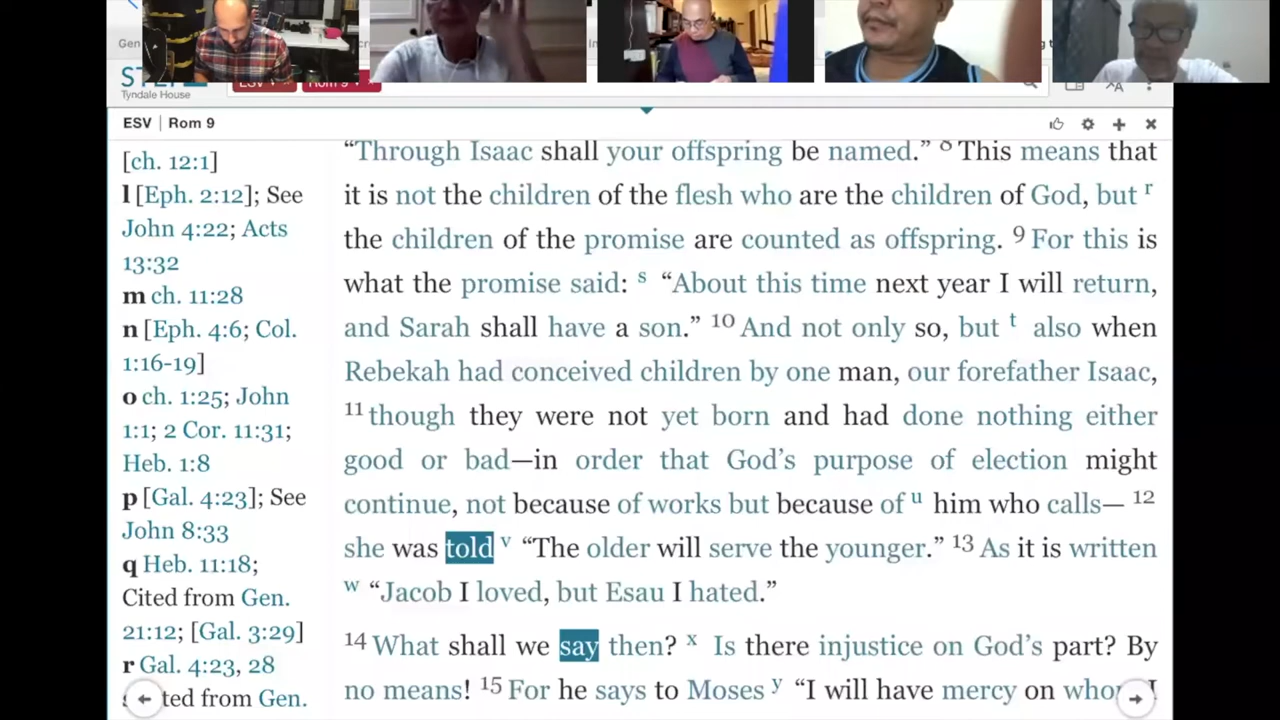 Gen
in
Tyndale House
ESV | Rom 9
[ch. 12:1]
l [Eph. 2:12]; See
John 4:22; Acts
13:32
m ch. 11:28
n [Eph. 4:6; Col.
1:16-19]
o ch. 1:25; John
1:1; 2 Cor. 11:31;
Heb. 1:8
p [Gal. 4:23]; See
John 8:33
q Heb. 11:18;
Cited from Gen.
21:12; [Gal. 3:29]
r Gal. 4:23, 28
ted from Gen.
“Through Isaac shall your offspring be named.” 8 This means that
it is not the children of the flesh who are the children of God, but r
the children of the promise are counted as offspring. 9 For this is
what the promise said: s “About this time next year I will return,
and Sarah shall have a son.” 10 And not only so, but t also when
Rebekah had conceived children by one man, our forefather Isaac,
11 though they were not yet born and had done nothing either
good or bad—in order that God’s purpose of election might
continue, not because of works but because of u him who calls— 12
she was told v “The older will serve the younger.” 13 As it is written
w “Jacob I loved, but Esau I hated.”
14 What shall we say then? x Is there injustice on God’s part? By
no means! 15 For he says to Moses y “I will have mercy on whom I